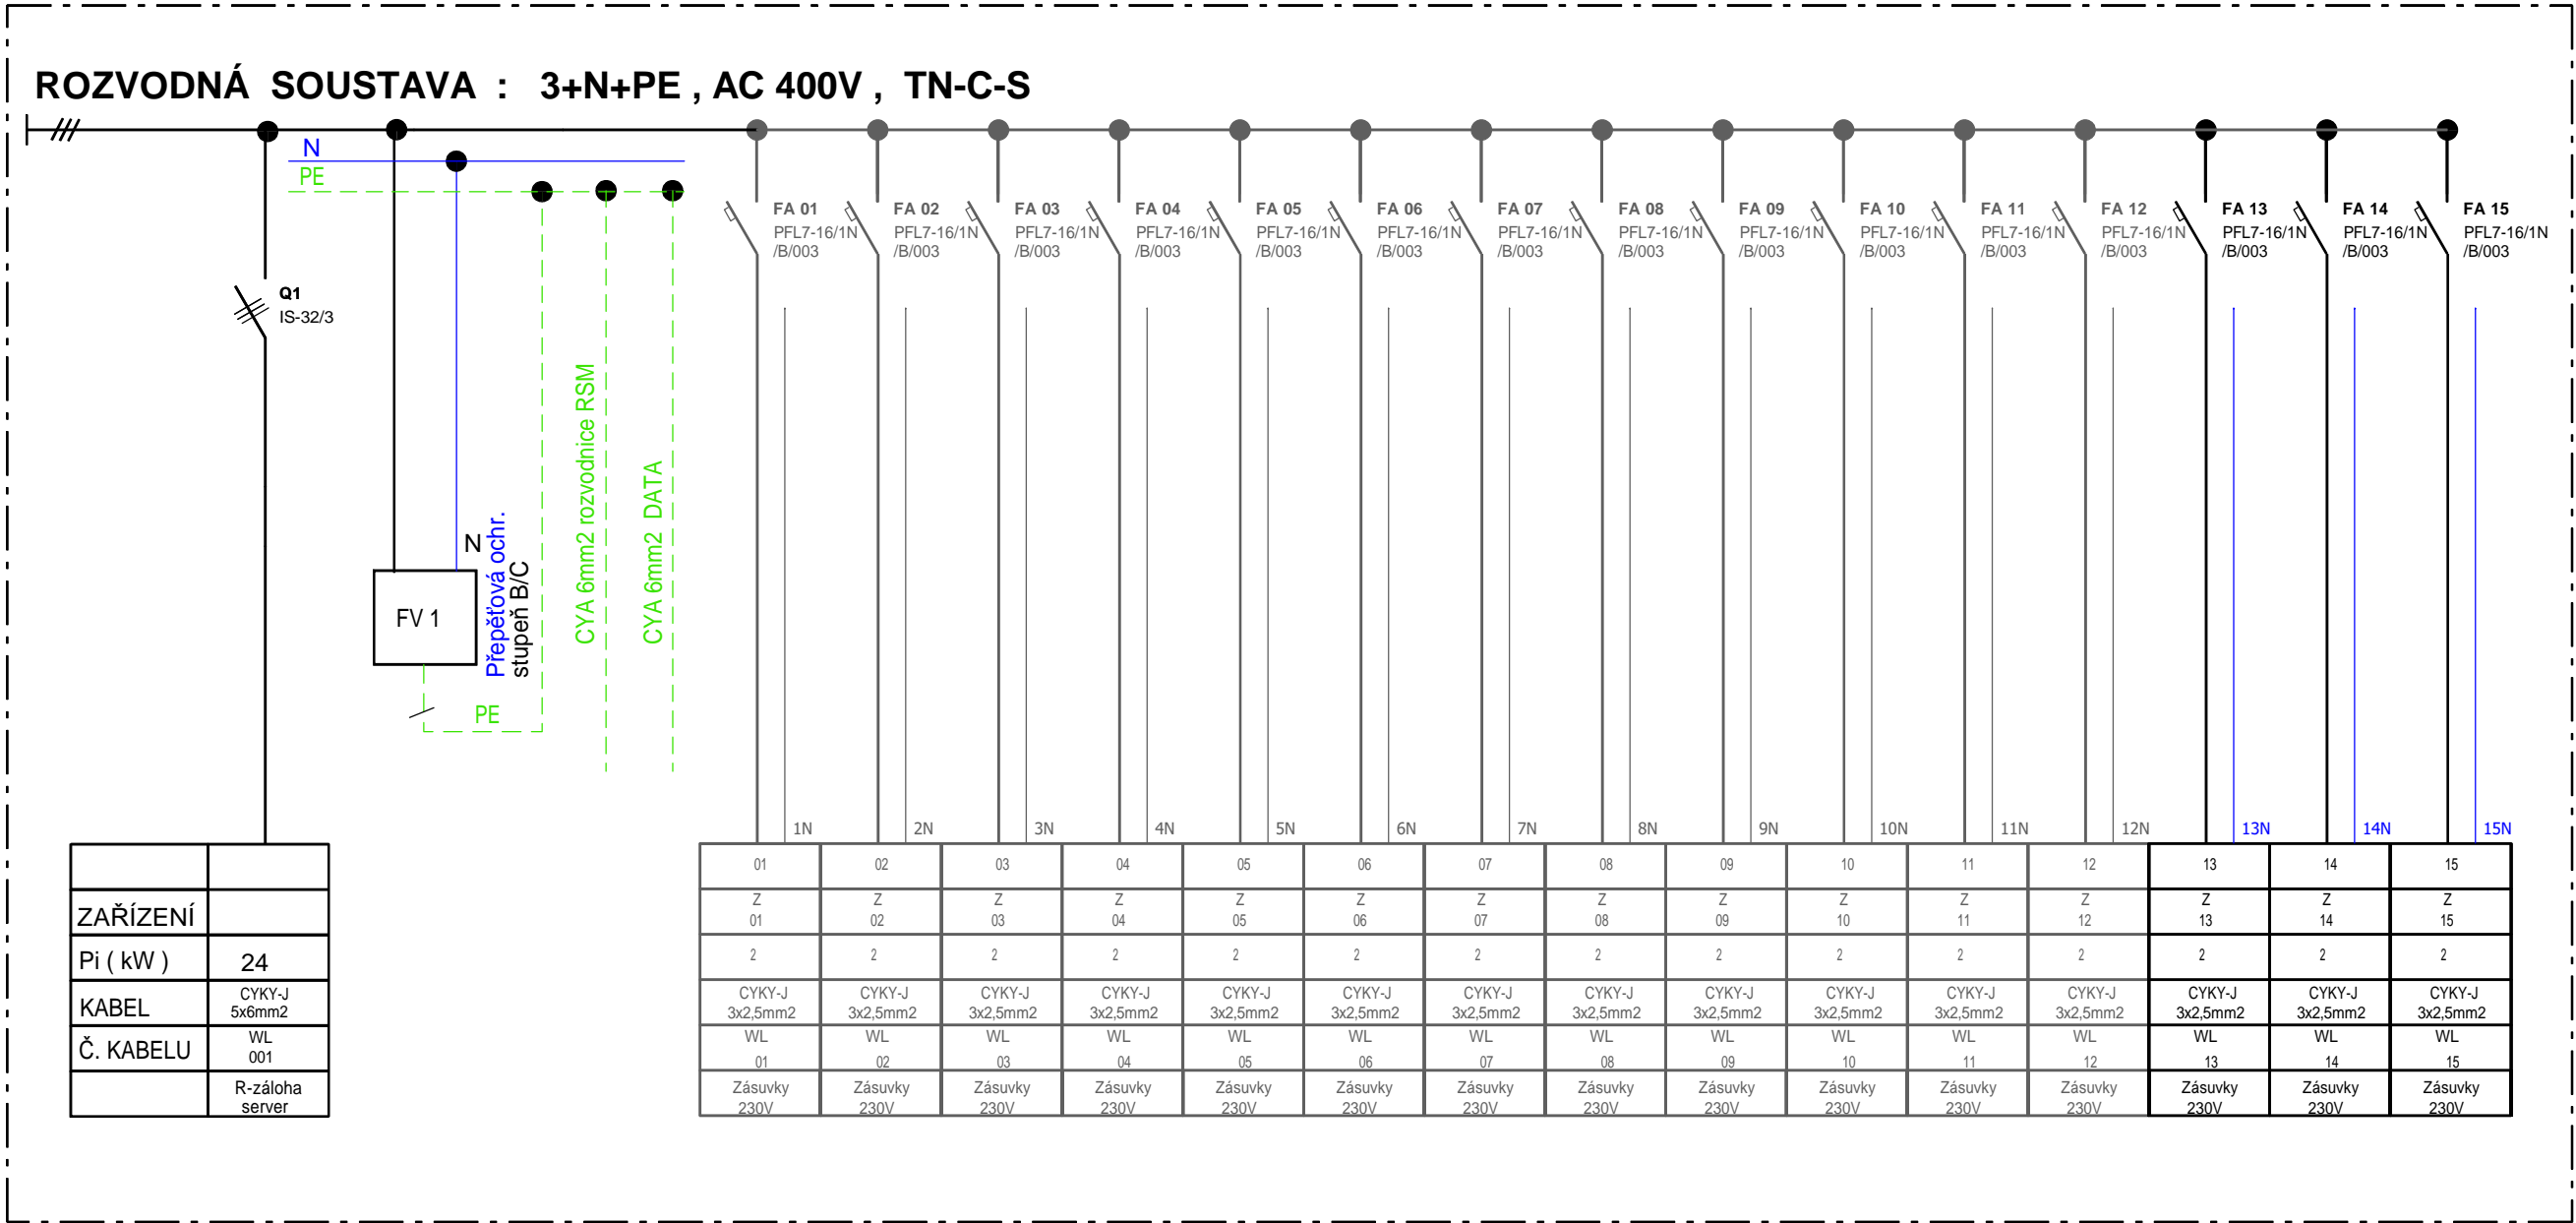 ROZVODNÁ SOUSTAVA : 3+N+PE , AC 400V , TN-C-S
N
PE
Q1
IS-32/3
N
FV 1
Přepěťová ochr.
stupeň B/C
PE
CYA 6mm2 rozvodnice RSM
CYA 6mm2 DATA
FA 01
PFL7-16/1N
/B/003
FA 02
PFL7-16/1N
/B/003
FA 03
PFL7-16/1N
/B/003
FA 04
PFL7-16/1N
/B/003
FA 05
PFL7-16/1N
/B/003
FA 06
PFL7-16/1N
/B/003
FA 07
PFL7-16/1N
/B/003
FA 08
PFL7-16/1N
/B/003
FA 09
PFL7-16/1N
/B/003
FA 10
PFL7-16/1N
/B/003
FA 11
PFL7-16/1N
/B/003
FA 12
PFL7-16/1N
/B/003
FA 13
PFL7-16/1N
/B/003
FA 14
PFL7-16/1N
/B/003
FA 15
PFL7-16/1N
/B/003
1N 2N 3N 4N 5N 6N 7N 8N 9N 10N 11N 12N 13N 14N 15N
ZAŘÍZENÍ
Pi ( kW ) 24
KABEL CYKY-J
5x6mm2
Č. KABELU WL
001
R-záloha
server
01 02 03 04 05 06 07 08 09 10 11 12 13 14 15
Z Z Z Z Z Z Z Z Z Z Z Z Z Z Z
01 02 03 04 05 06 07 08 09 10 11 12 13 14 15
2 2 2 2 2 2 2 2 2 2 2 2 2 2 2
CYKY-J CYKY-J CYKY-J CYKY-J CYKY-J CYKY-J CYKY-J CYKY-J CYKY-J CYKY-J CYKY-J CYKY-J CYKY-J CYKY-J CYKY-J
3x2,5mm2 3x2,5mm2 3x2,5mm2 3x2,5mm2 3x2,5mm2 3x2,5mm2 3x2,5mm2 3x2,5mm2 3x2,5mm2 3x2,5mm2 3x2,5mm2 3x2,5mm2 3x2,5mm2 3x2,5mm2 3x2,5mm2
WL WL WL WL WL WL WL WL WL WL WL WL WL WL WL
01 02 03 04 05 06 07 08 09 10 11 12 13 14 15
Zásuvky Zásuvky Zásuvky Zásuvky Zásuvky Zásuvky Zásuvky Zásuvky Zásuvky Zásuvky Zásuvky Zásuvky Zásuvky Zásuvky Zásuvky
230V 230V 230V 230V 230V 230V 230V 230V 230V 230V 230V 230V 230V 230V 230V